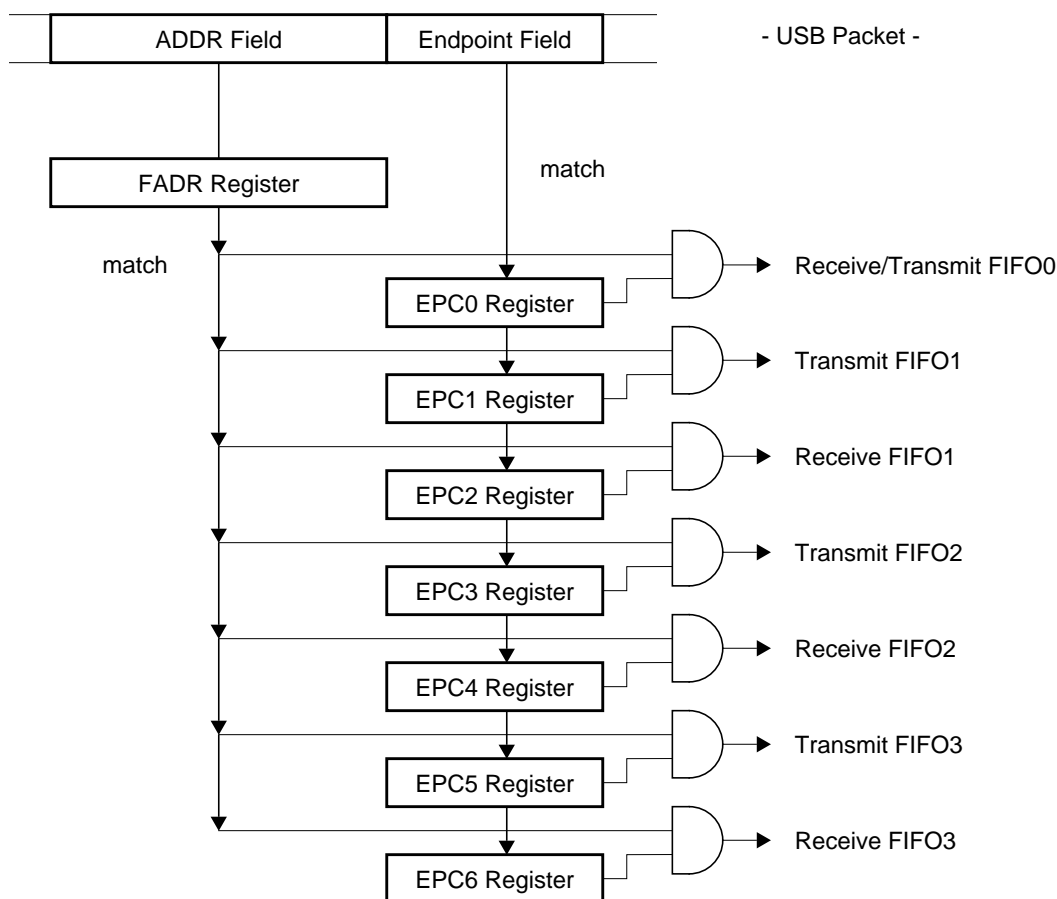 ADDR Field
Endpoint Field
- USB Packet -
match
FADR Register
match
Receive/Transmit FIFO0
EPC0 Register
Transmit FIFO1
EPC1 Register
Receive FIFO1
EPC2 Register
Transmit FIFO2
EPC3 Register
Receive FIFO2
EPC4 Register
Transmit FIFO3
EPC5 Register
Receive FIFO3
EPC6 Register